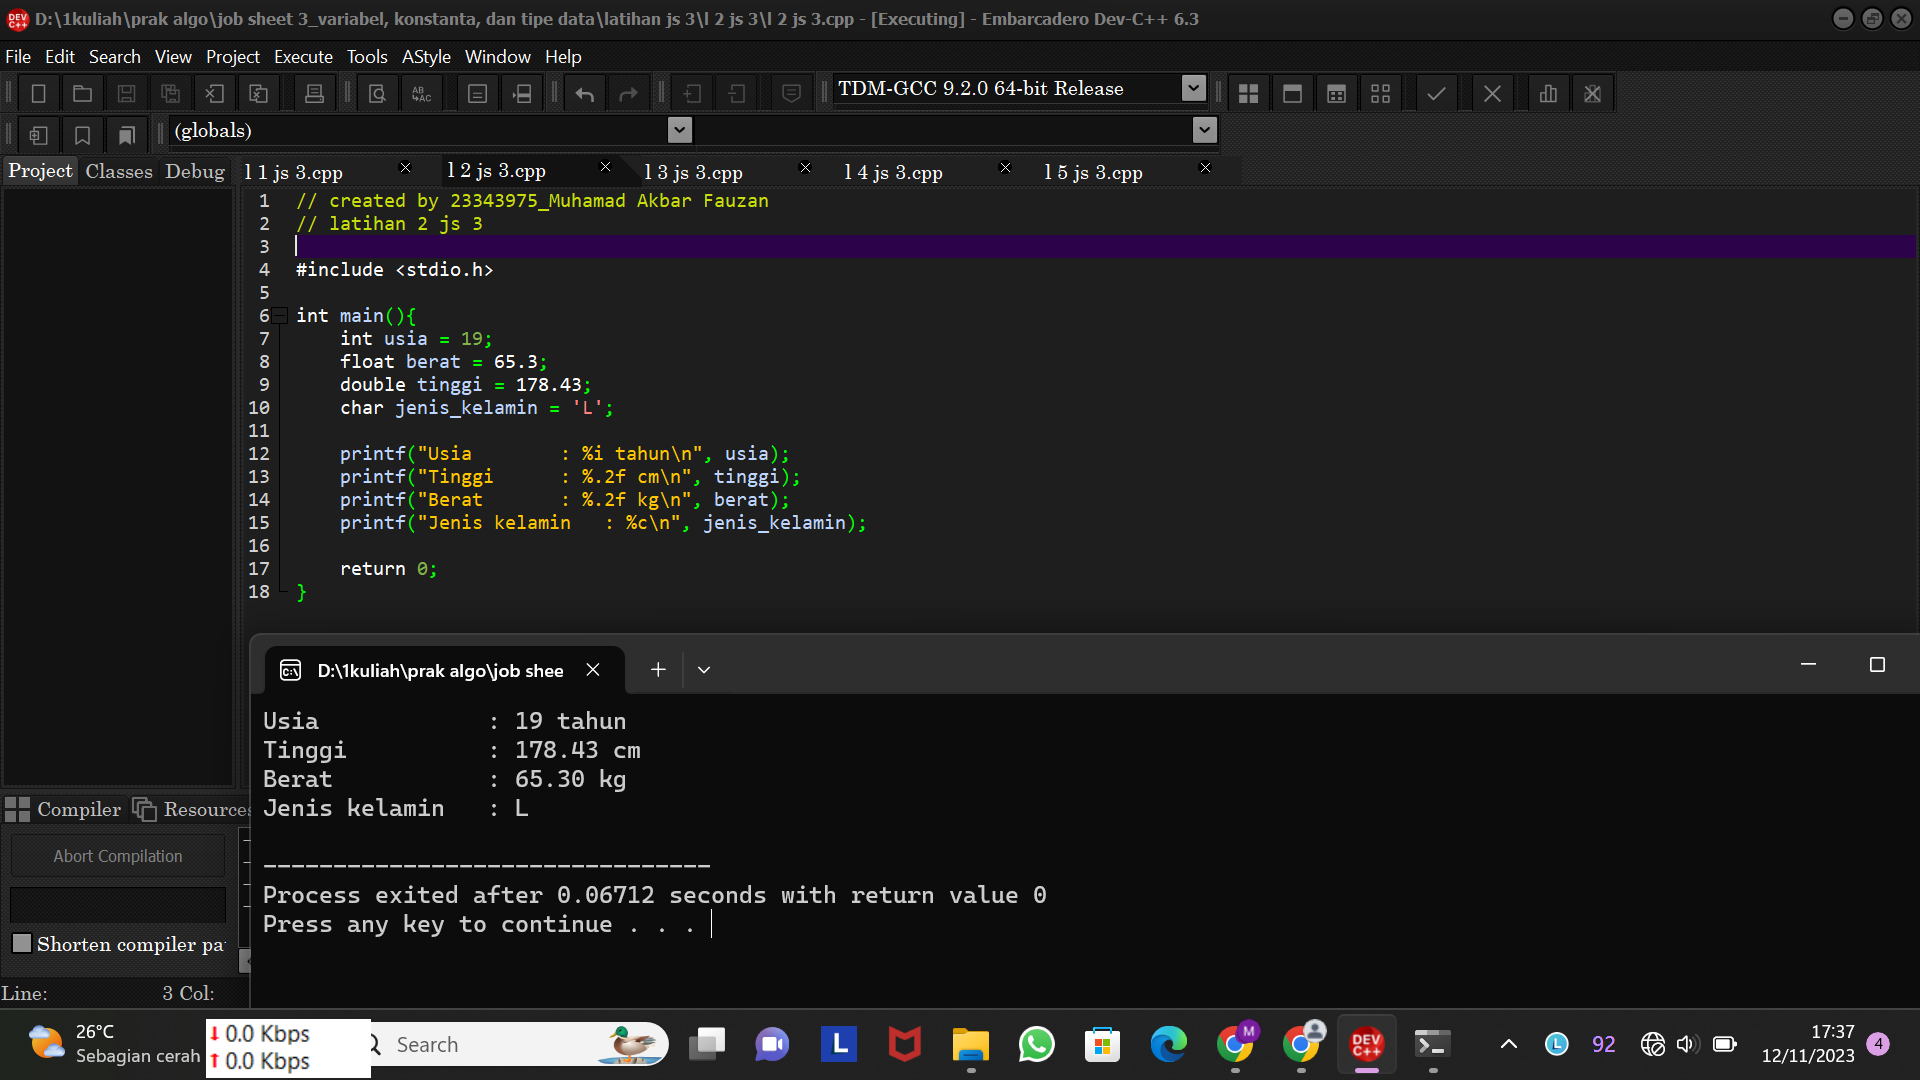 D:\1kuliah\prak algo\job sheet 3_variabel, konstanta, dan tipe data\latihan js 3\l 2 js 3\l 2 js 3.cpp - [Executing] - Embarcadero Dev-C++ 6.3
File Edit Search View Project Execute Tools AStyle Window Help
TDM-GCC 9.2.0 64-bit Release
(globals)
Project Classes Debug l 1 js 3.cpp l 2 js 3.cpp l 3 js 3.cpp l 4 js 3.cpp l 5 js 3.cpp
1 // created by 23343975_Muhamad Akbar Fauzan
2 // latihan 2 js 3
3
4 #include <stdio.h>
5
6 int main(){
7     int usia = 19;
8     float berat = 65.3;
9     double tinggi = 178.43;
10     char jenis_kelamin = 'L';
11
12     printf("Usia        : %i tahun\n", usia);
13     printf("Tinggi      : %.2f cm\n", tinggi);
14     printf("Berat       : %.2f kg\n", berat);
15     printf("Jenis kelamin   : %c\n", jenis_kelamin);
16
17     return 0;
18 }
D:\1kuliah\prak algo\job shee
Usia            : 19 tahun
Tinggi          : 178.43 cm
Berat           : 65.30 kg
Jenis kelamin   : L
--------------------------------
Process exited after 0.06712 seconds with return value 0
Press any key to continue . . .
Compiler Resources
Abort Compilation
Shorten compiler pa
Line: 3 Col:
26°C
Sebagian cerah
0.0 Kbps
0.0 Kbps
Search
L
M
DEV C++
L
92
17:37
12/11/2023
4